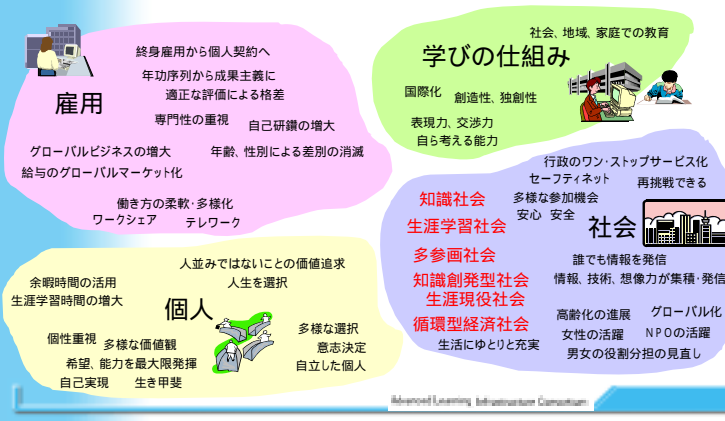 終身雇用から個人契約へ
年功序列から成果主義に
適正な評価による格差
雇用
専門性の重視
自己研鑽の増大
グローバルビジネスの増大
年齢、性別による差別の消滅
給与のグローバルマーケット化
働き方の柔軟・多様化
ワークシェア
テレワーク
社会、地域、家庭での教育
学びの仕組み
国際化
創造性、独創性
表現力、交渉力
自ら考える能力
人並みではないことの価値追求
余暇時間の活用
人生を選択
生涯学習時間の増大
個人
個性重視
多様な価値観
多様な選択
意志決定
希望、能力を最大限発揮
自立した個人
自己実現
生き甲斐
行政のワン・ストップサービス化
セーフティネット
再挑戦できる
知識社会
多様な参加機会
安心 安全
生涯学習社会
社会
多参画社会
誰でも情報を発信
知識創発型社会
情報、技術、想像力が集積・発信
生涯現役社会
高齢化の進展
グローバル化
循環型経済社会
女性の活躍
NPOの活躍
生活にゆとりと充実
男女の役割分担の見直し
Advanced Learning Infrastructure Consortium